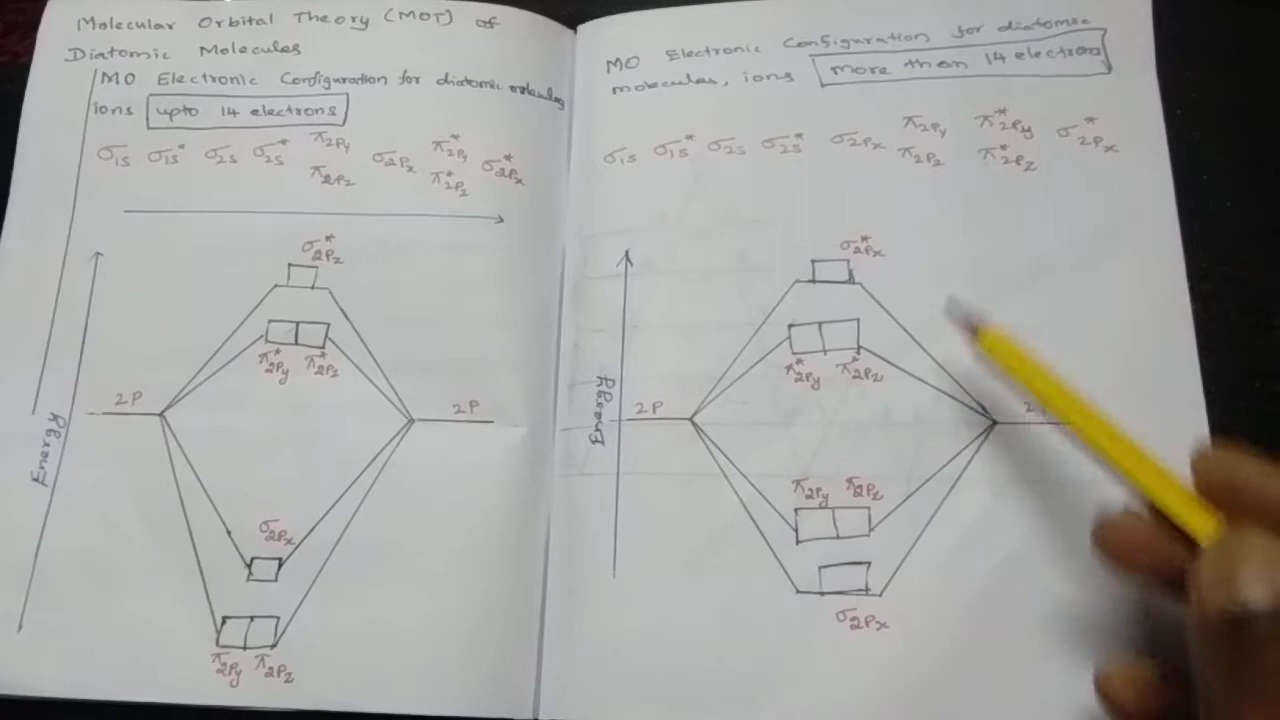 Molecular Orbital Theory (MOT) of
Diatomic Molecules
MO Electronic Configuration for diatomic molecules
ions upto 14 electrons
σ1s σ1s* σ2s σ2s* π2Py π2Pz σ2Px π*2Py π*2Pz σ*2Px
σ*2Pz
π*2Py π*2Pz
2P 2P
Energy
σ2Px
π2Py π2Pz
MO Electronic Configuration for diatomic
molecules, ions more then 14 electrons
σ1s σ1s* σ2s σ2s* σ2Px π2Py π2Pz π*2Py π*2Pz σ*2Px
σ*2Px
π*2Py π*2Pz
2P
Energy
π2Py π2Pz
σ2Px